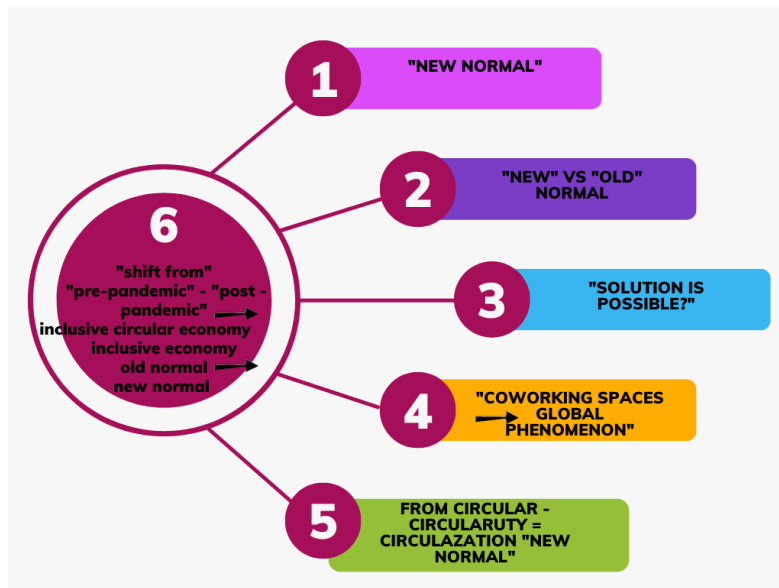 1
"NEW NORMAL"
2
"NEW" VS "OLD"
NORMAL
3
"SOLUTION IS
POSSIBLE?"
4
"COWORKING SPACES
GLOBAL
PHENOMENON"
5
FROM CIRCULAR -
CIRCULARUTY =
CIRCULAZATION "NEW
NORMAL"
6
"shift from"
"pre-pandemic" - "post -
pandemic"
inclusive circular economy
inclusive economy
old normal
new normal